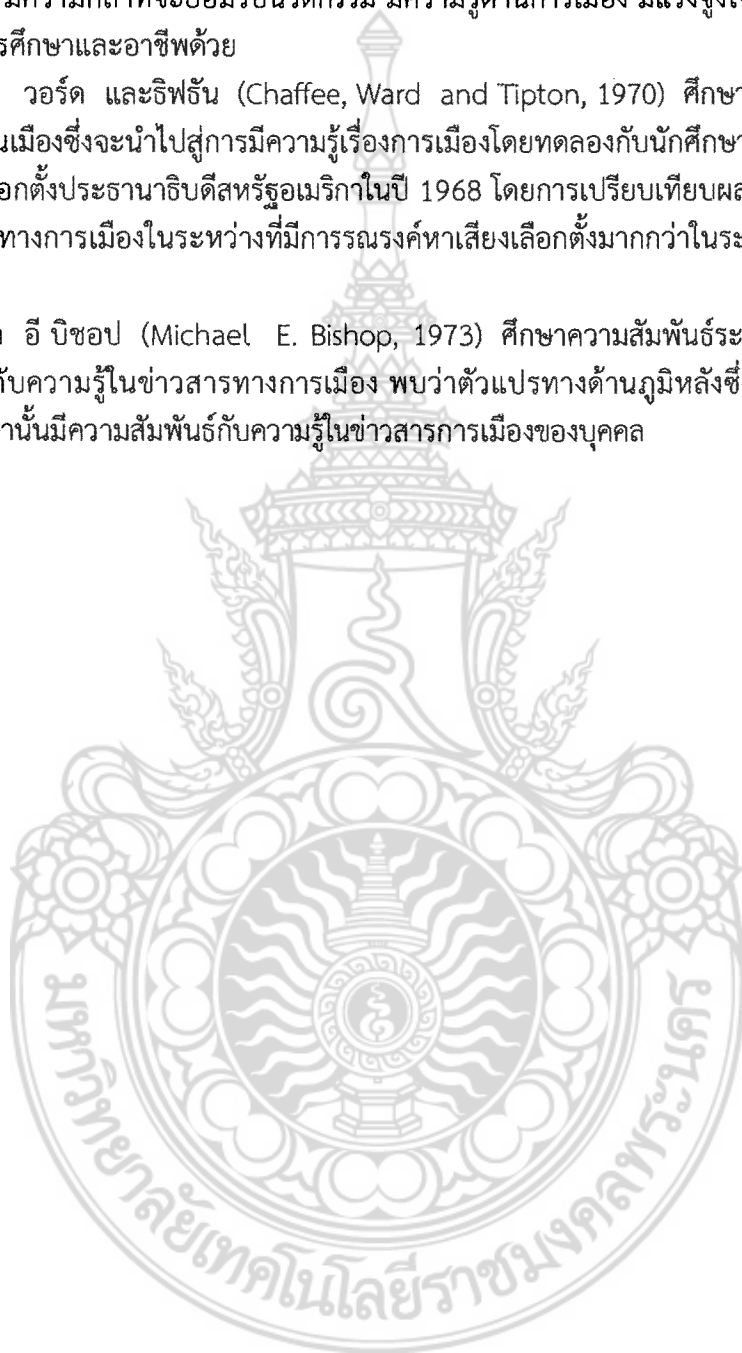 มีความกล้าที่จะยอมรับนวัตกรรม มีความรู้ด้านการเมือง มีแรงจูงใจ
รศึกษาและอาชีพด้วย
วอร์ด และธิฟธัน (Chaffee, Ward and Tipton, 1970) ศึกษา
นเมืองซึ่งจะนำไปสู่การมีความรู้เรื่องการเมืองโดยทดลองกับนักศึกษา
อกตั้งประธานาธิบดีสหรัฐอเมริกาในปี 1968 โดยการเปรียบเทียบผล
ทางการเมืองในระหว่างที่มีการรณรงค์หาเสียงเลือกตั้งมากกว่าในระ
อี บิชอป (Michael E. Bishop, 1973) ศึกษาความสัมพันธ์ระ
กับความรู้ในข่าวสารทางการเมือง พบว่าตัวแปรทางด้านภูมิหลังซึ่
านั้นมีความสัมพันธ์กับความรู้ในข่าวสารการเมืองของบุคคล
มหาวิทยาลัยเทคโนโลยีราชมงคลพระนคร